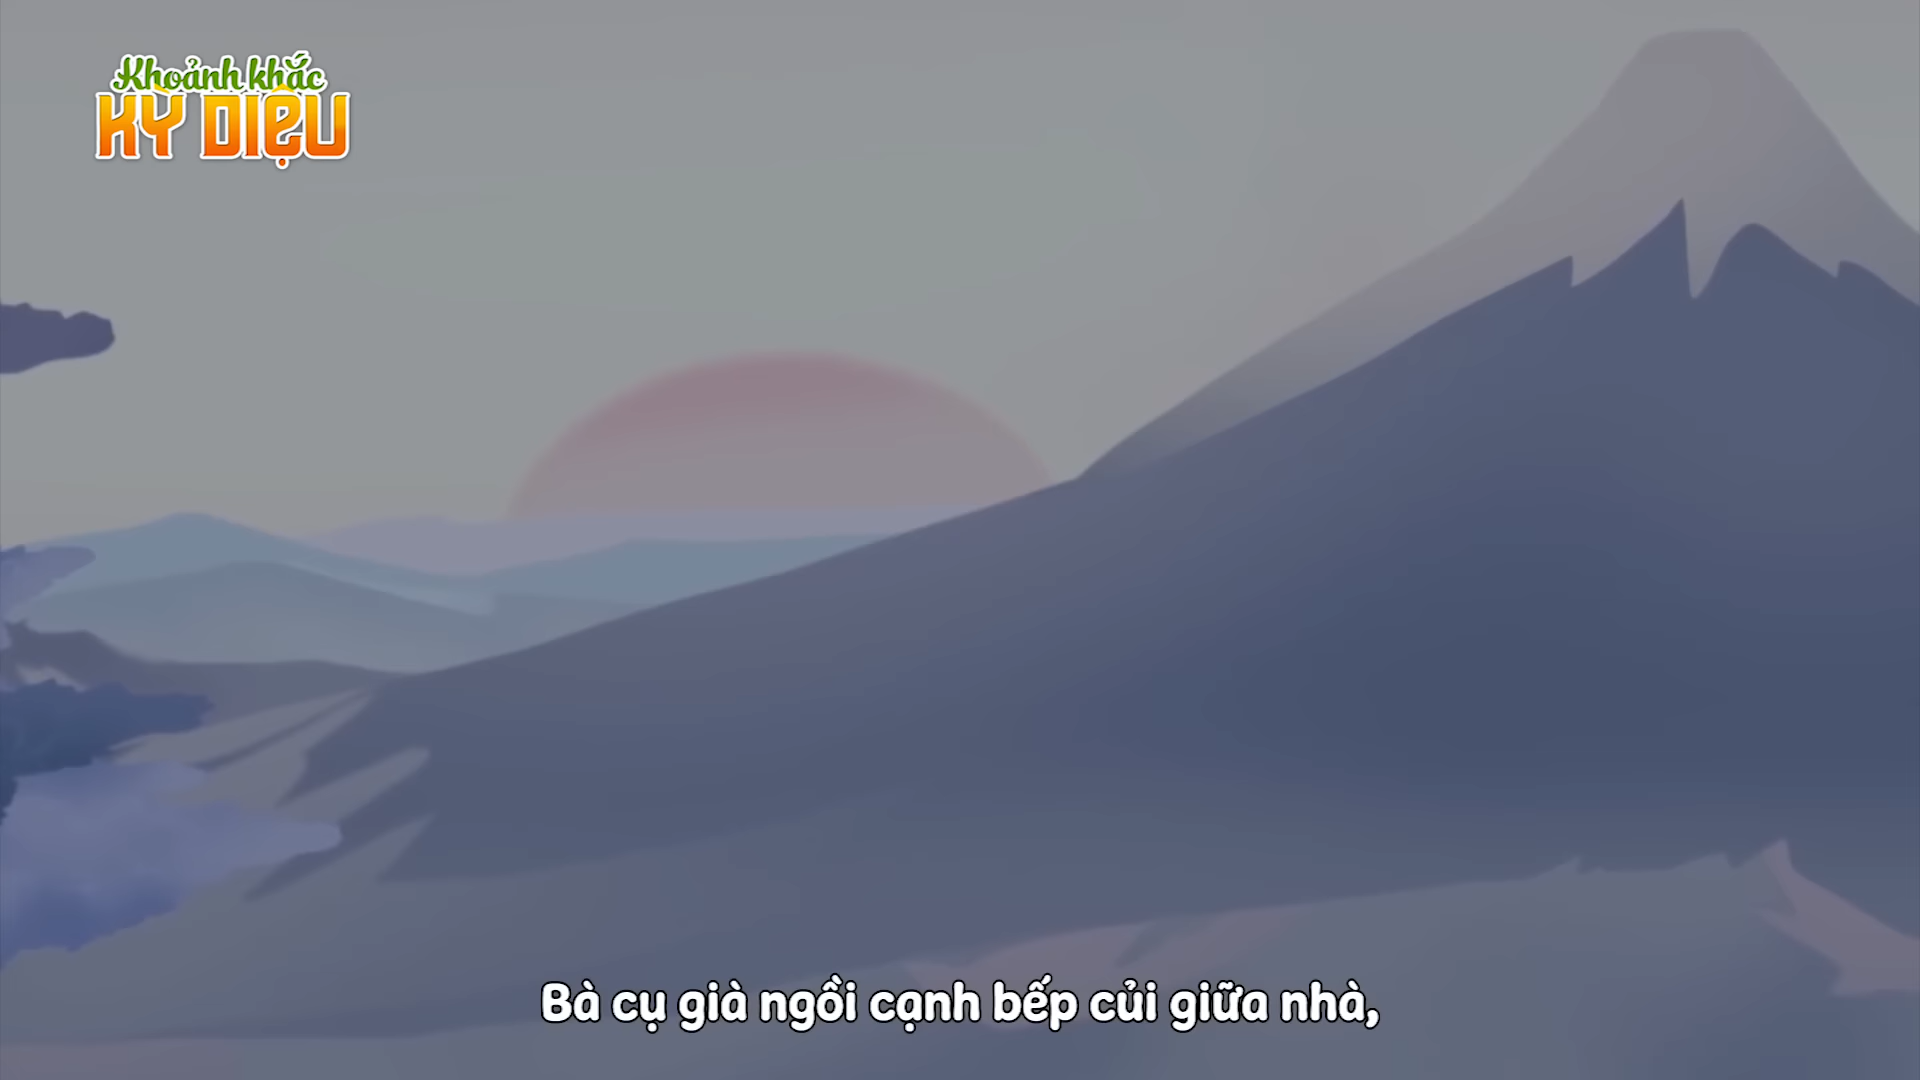 Khoảnh khắc
KỲ DIỆU
Bà cụ già ngồi cạnh bếp củi giữa nhà,